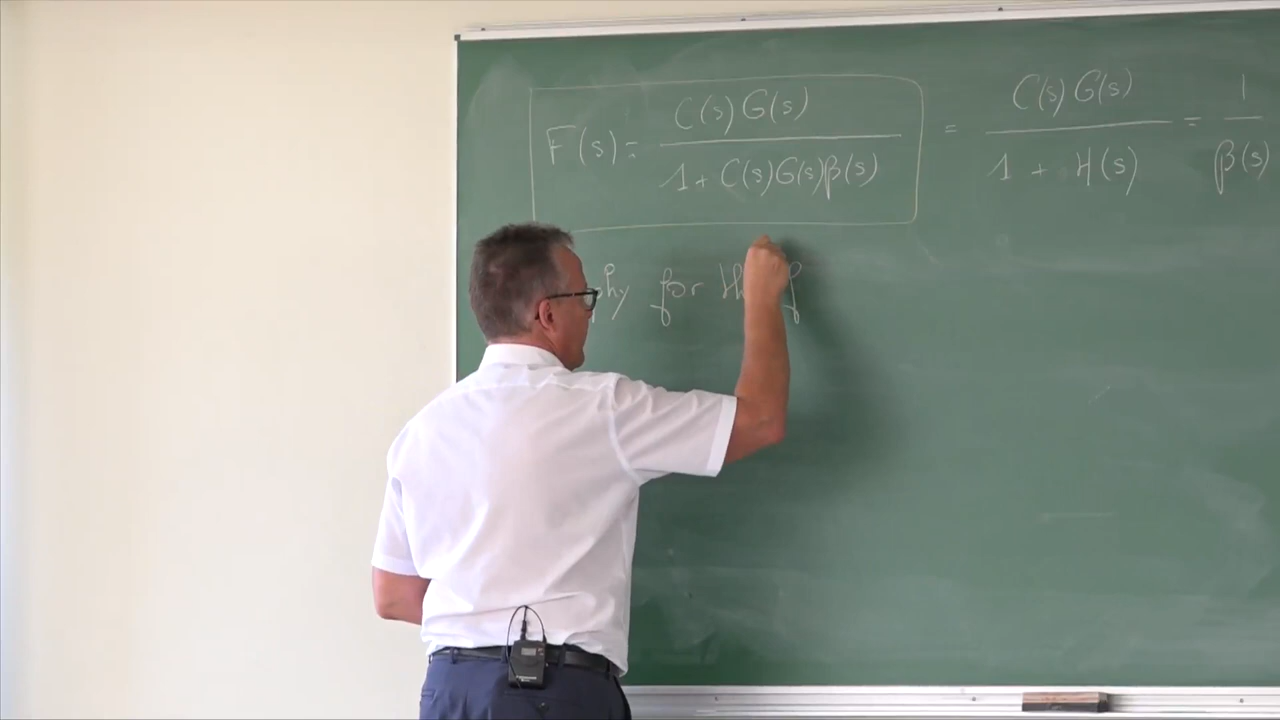 F(s) = C(s) G(s) / 1 + C(s)G(s)β(s) = C(s) G(s) / 1 + H(s) = 1 / β(s)
for